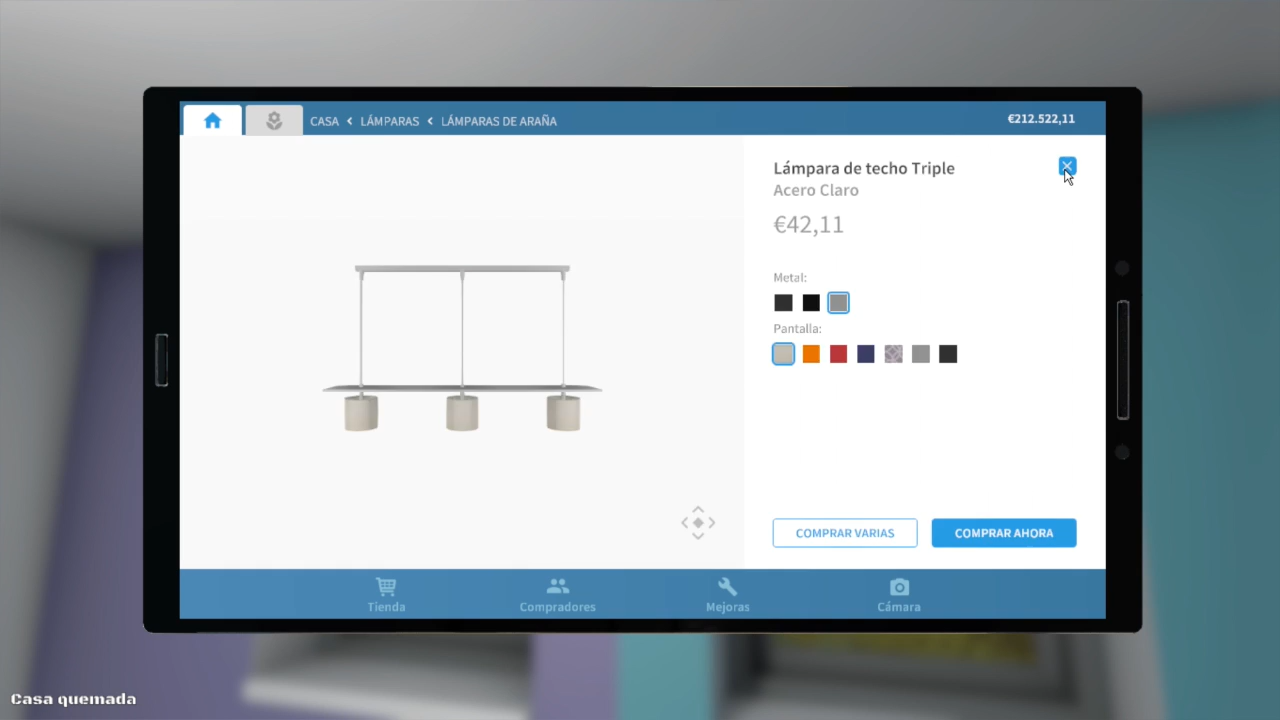 CASA < LÁMPARAS < LÁMPARAS DE ARAÑA
€212.522,11
Lámpara de techo Triple
Acero Claro
€42,11
Metal:
Pantalla:
COMPRAR VARIAS
COMPRAR AHORA
Tienda
Compradores
Mejoras
Cámara
Casa quemada